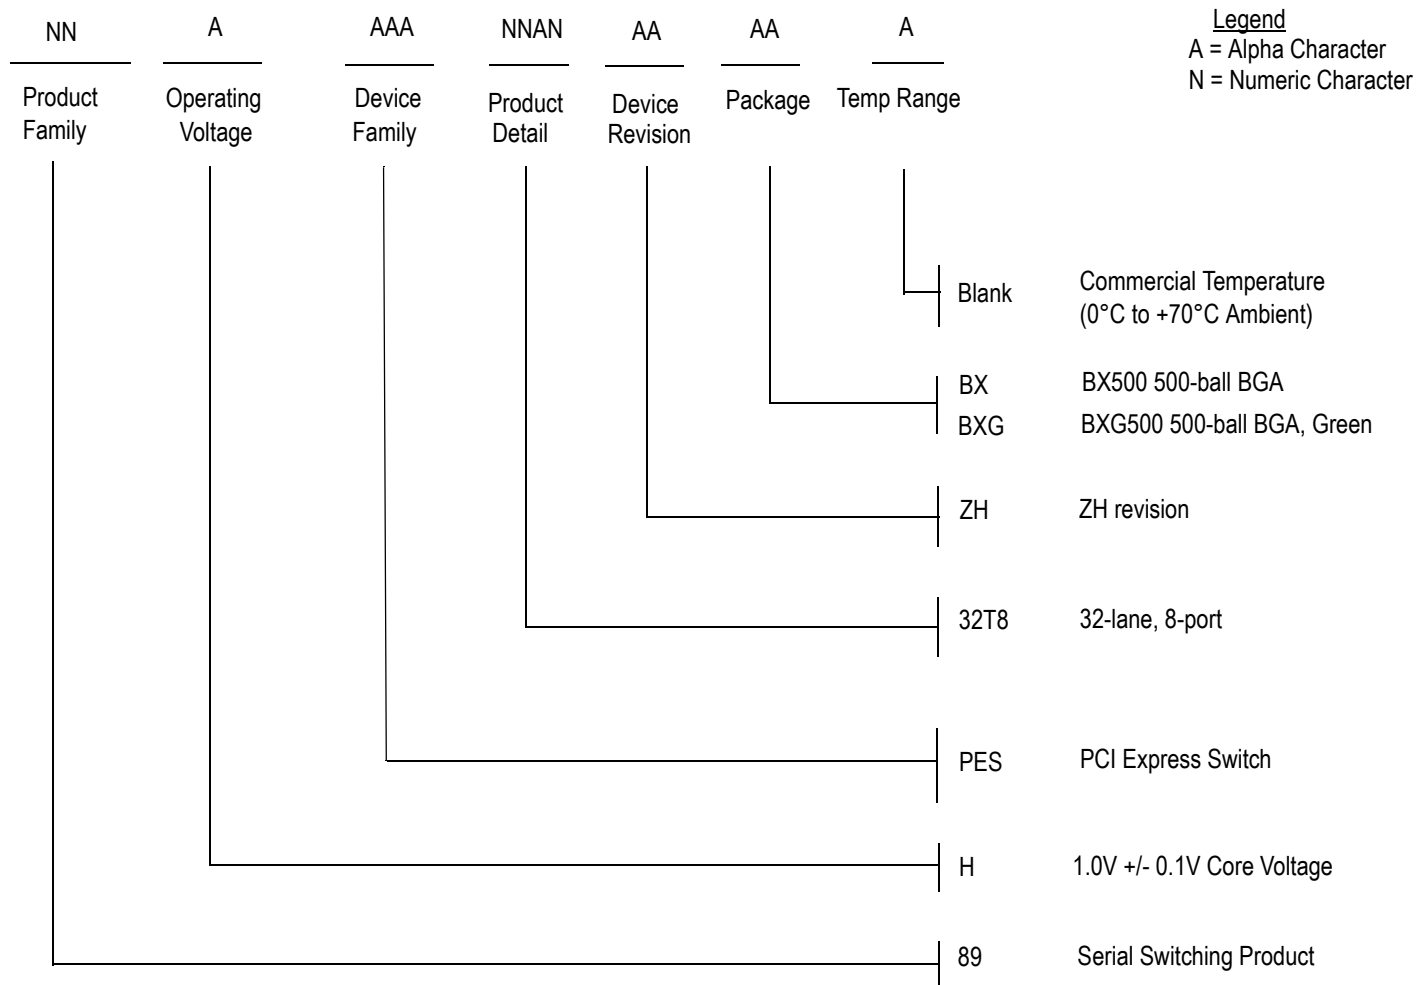 NN A AAA NNAN AA AA A
Product Family
Operating Voltage
Device Family
Product Detail
Device Revision
Package
Temp Range
Legend
A = Alpha Character
N = Numeric Character
Blank Commercial Temperature
(0°C to +70°C Ambient)
BX BX500 500-ball BGA
BXG BXG500 500-ball BGA, Green
ZH ZH revision
32T8 32-lane, 8-port
PES PCI Express Switch
H 1.0V +/- 0.1V Core Voltage
89 Serial Switching Product